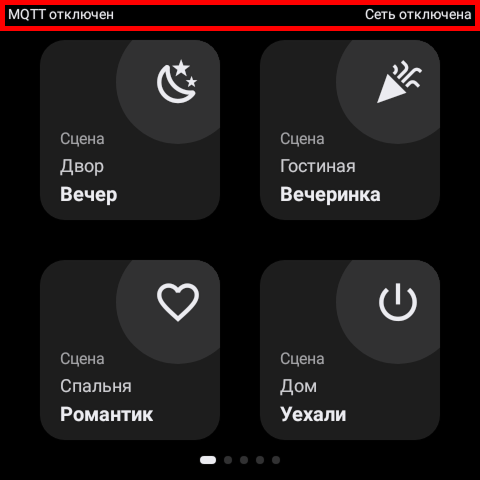 MQTT отключен
Сеть отключена
Сцена
Двор
Вечер
Сцена
Гостиная
Вечеринка
Сцена
Спальня
Романтик
Сцена
Дом
Уехали